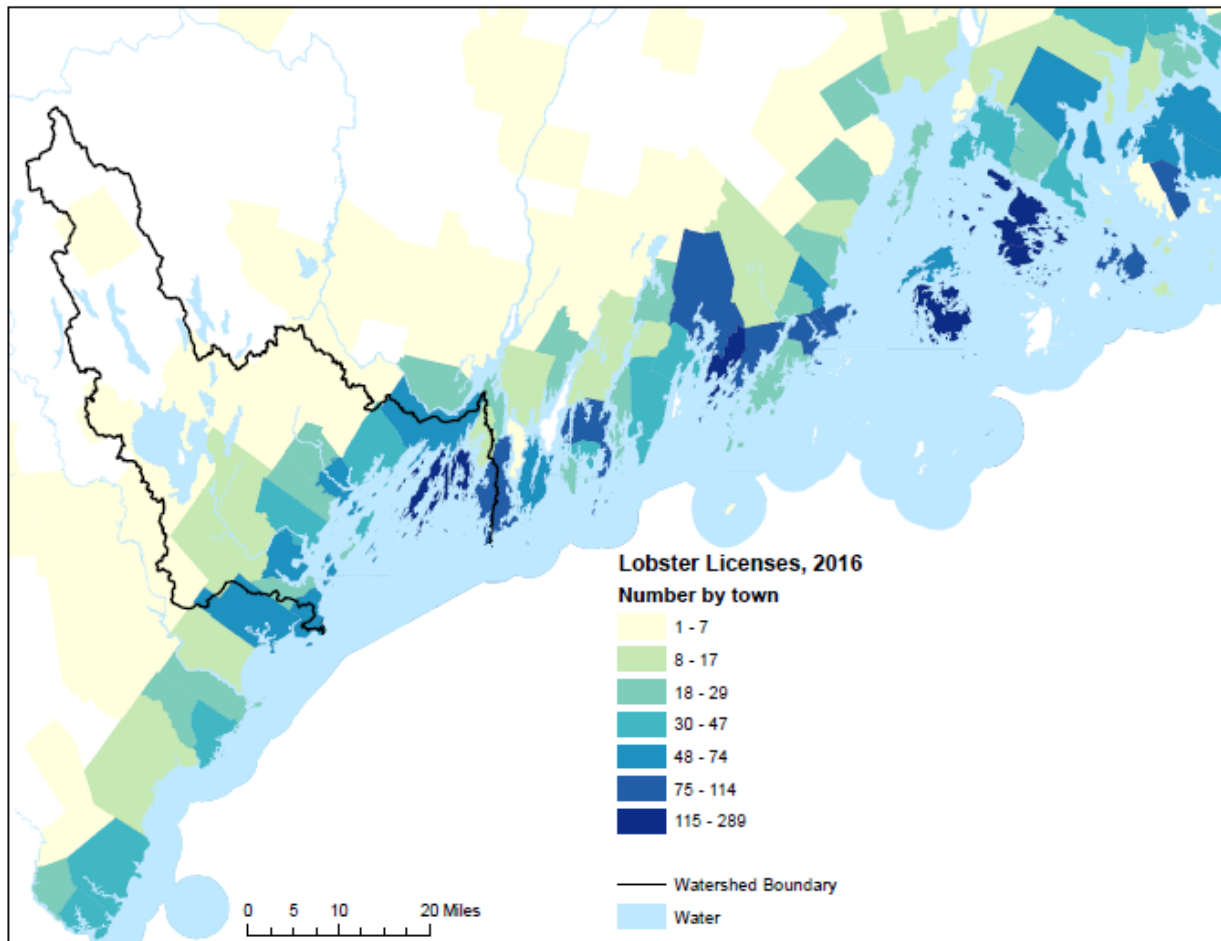 Lobster Licenses, 2016
Number by town
1 - 7
8 - 17
18 - 29
30 - 47
48 - 74
75 - 114
115 - 289
Watershed Boundary
Water
0 5 10 20 Miles